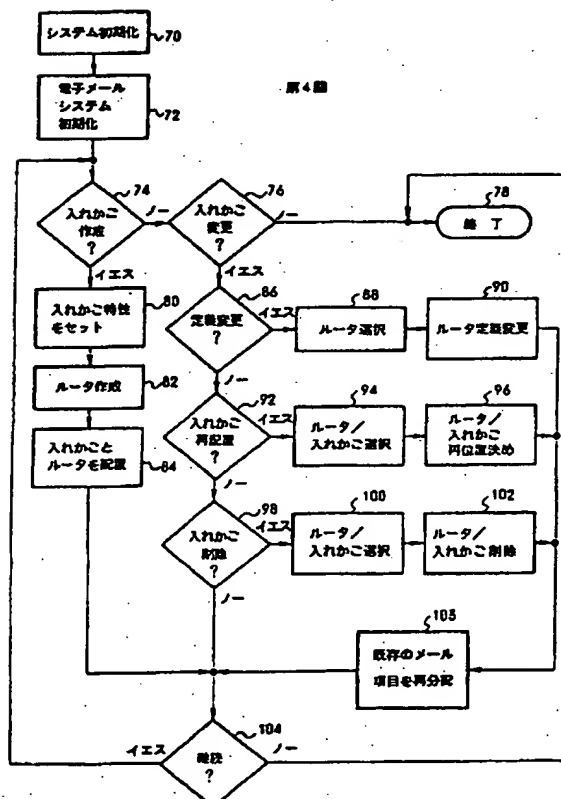 システム初期化
70
電子メール
システム
初期化
72
第4図
74
入れかご
作成
?
ノー
イエス
76
入れかご
変更
?
ノー
イエス
78
終了
80
入れかご特性
をセット
82
ルータ作成
84
入れかごと
ルータを配置
86
定義変更
?
イエス
ノー
88
ルータ選択
90
ルータ定義変更
92
入れかご
再配置
?
イエス
ノー
94
ルータ/
入れかご選択
96
ルータ/
入れかご
再位置決め
98
入れかご
削除
?
イエス
ノー
100
ルータ/
入れかご選択
102
ルータ/
入れかご削除
103
既存のメール
項目を再分配
104
継続
?
イエス
ノー